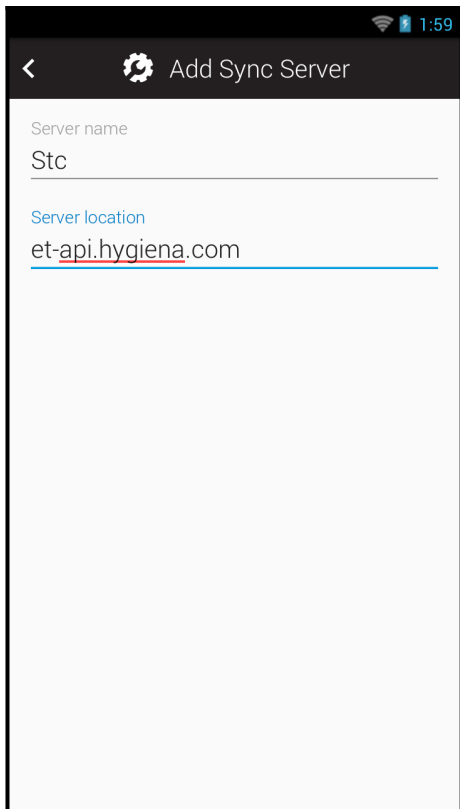 1:59
Add Sync Server
Server name
Stc
Server location
et-api.hygiena.com